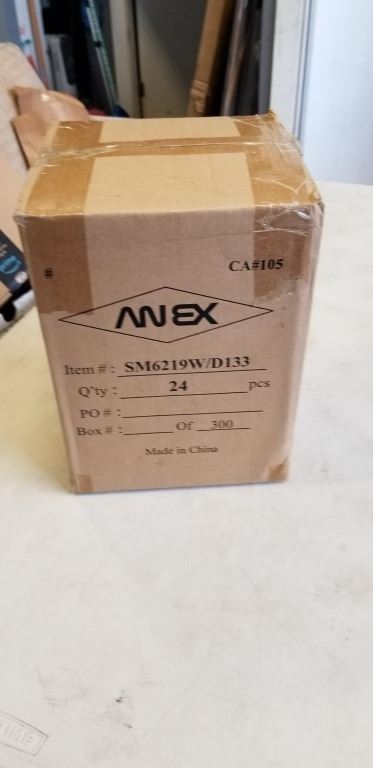 # CA#105
ANEX
Item # : SM6219W/D133
Q'ty : 24 pcs
PO # :
Box # : Of 300
Made in China